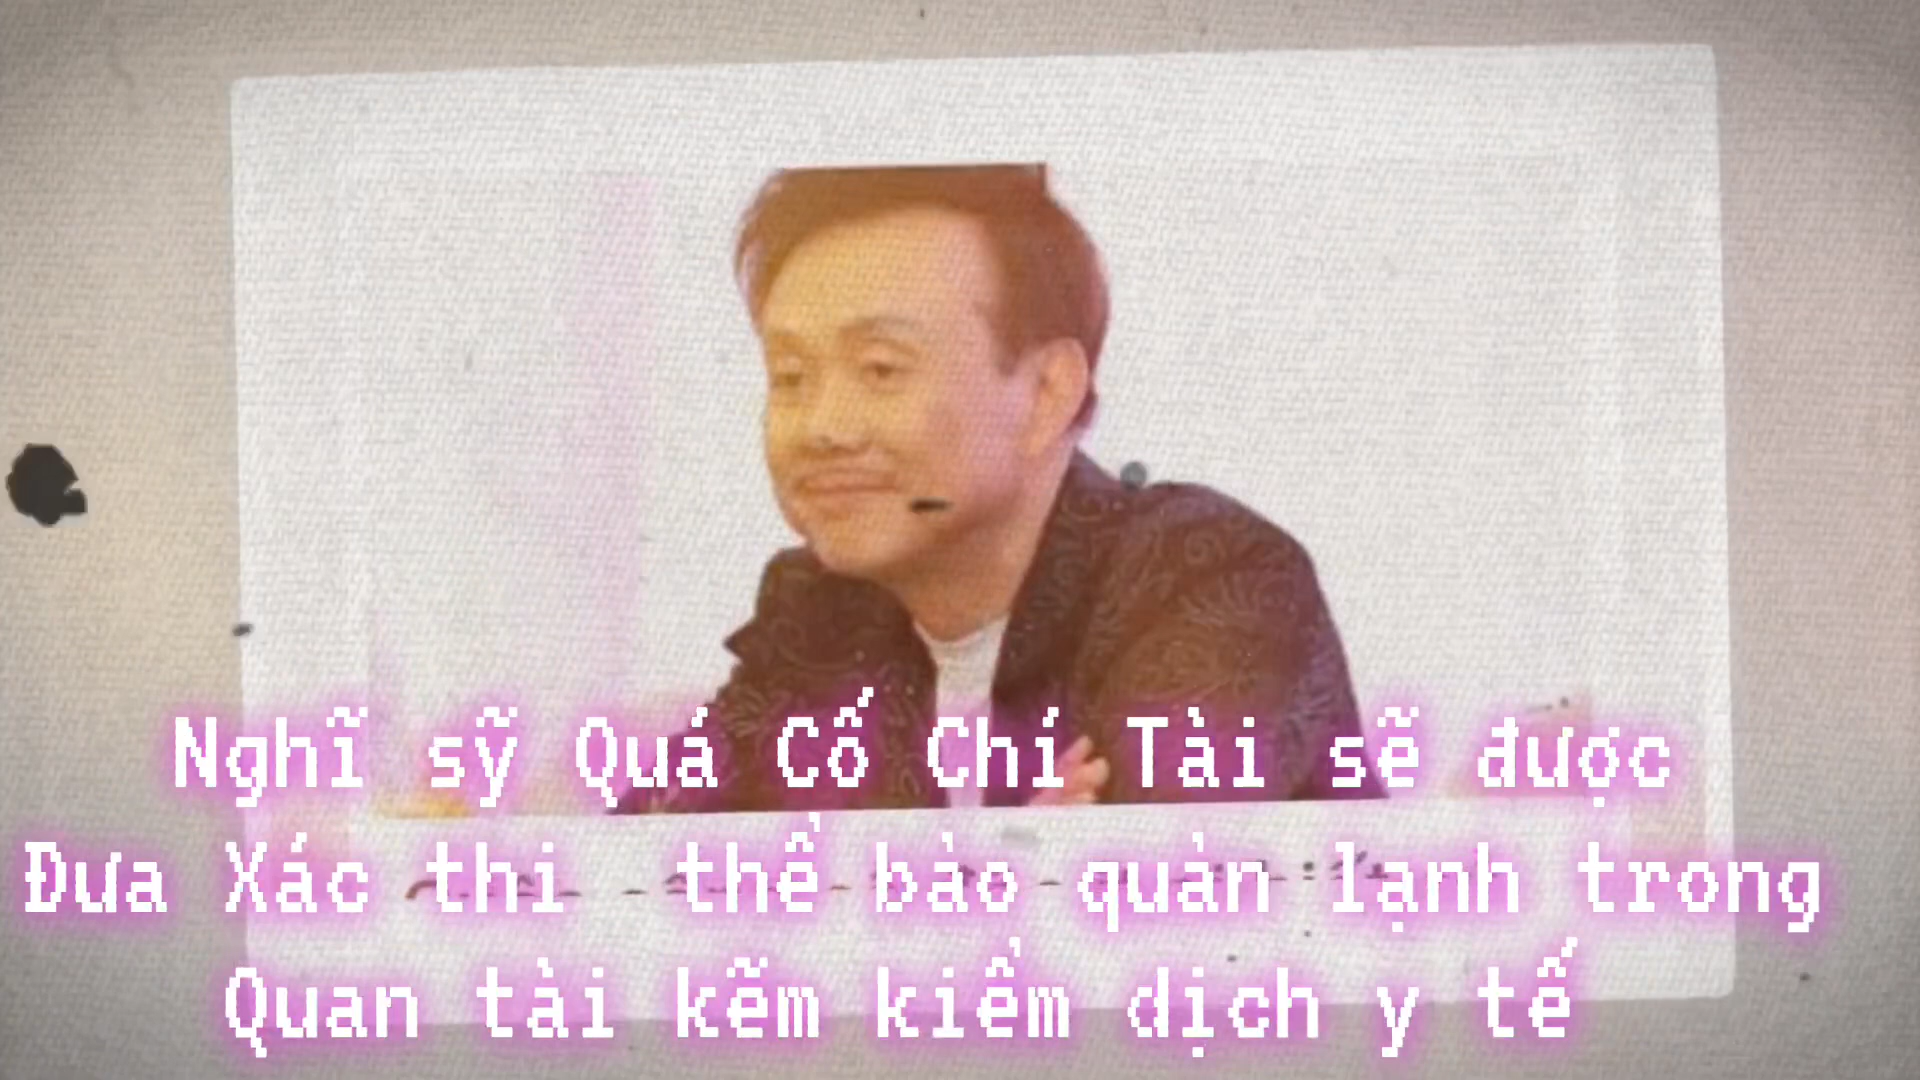 Nghĩ sỹ Quá Cố Chí Tài sẽ được
Đưa Xác thi thể bảo quản lạnh trong
Quan tài kẽm kiểm dịch y tế